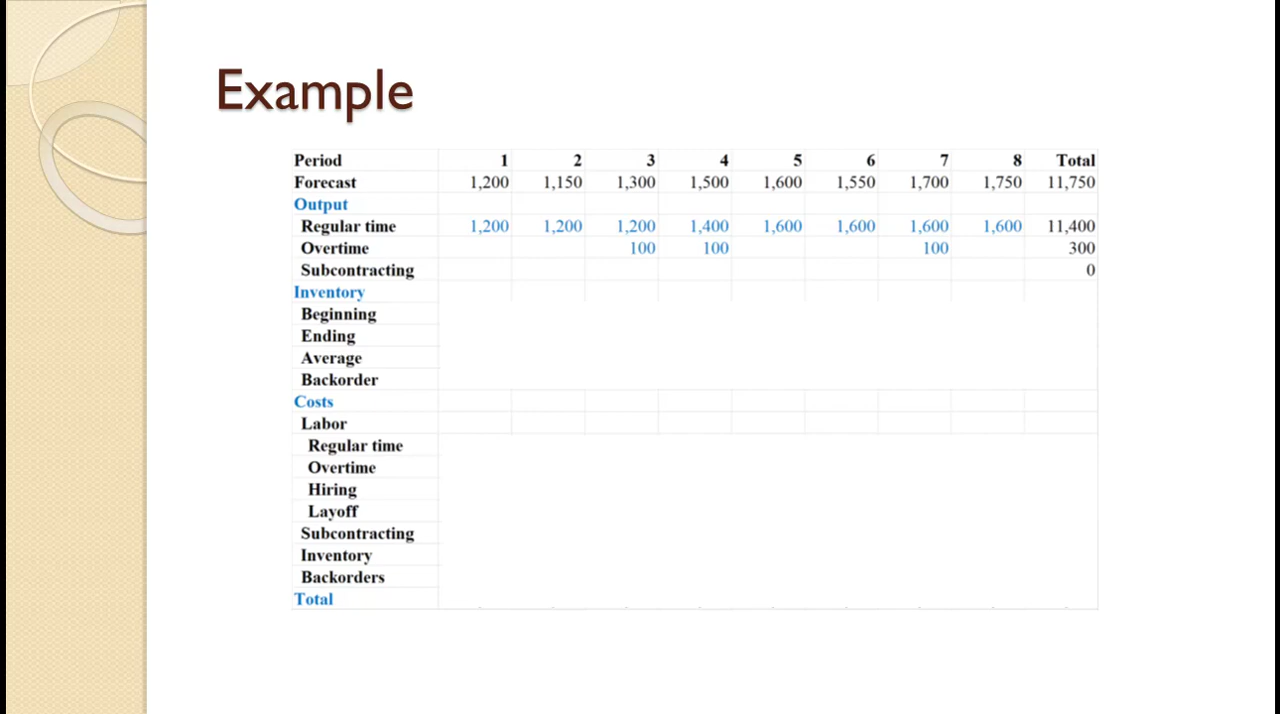 Example
Period 1 2 3 4 5 6 7 8 Total
Forecast 1,200 1,150 1,300 1,500 1,600 1,550 1,700 1,750 11,750
Output
Regular time 1,200 1,200 1,200 1,400 1,600 1,600 1,600 1,600 11,400
Overtime 100 100 100 300
Subcontracting 0
Inventory
Beginning
Ending
Average
Backorder
Costs
Labor
Regular time
Overtime
Hiring
Layoff
Subcontracting
Inventory
Backorders
Total